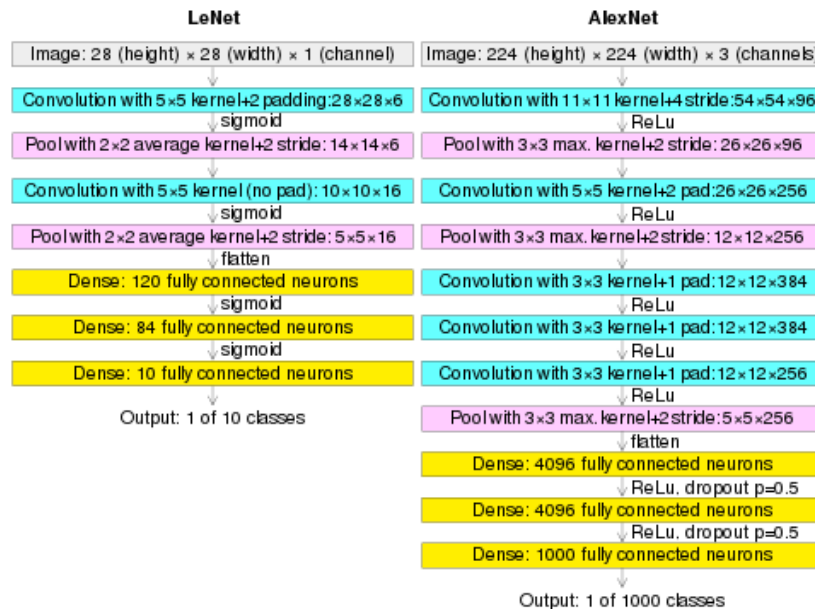 LeNet
Image: 28 (height) × 28 (width) × 1 (channel)
Convolution with 5×5 kernel+2 padding:28×28×6
sigmoid
Pool with 2×2 average kernel+2 stride: 14×14×6
Convolution with 5×5 kernel (no pad): 10×10×16
sigmoid
Pool with 2×2 average kernel+2 stride: 5×5×16
flatten
Dense: 120 fully connected neurons
sigmoid
Dense: 84 fully connected neurons
sigmoid
Dense: 10 fully connected neurons
Output: 1 of 10 classes
AlexNet
Image: 224 (height) × 224 (width) × 3 (channels)
Convolution with 11×11 kernel+4 stride:54×54×96
ReLu
Pool with 3×3 max. kernel+2 stride: 26×26×96
Convolution with 5×5 kernel+2 pad:26×26×256
ReLu
Pool with 3×3 max. kernel+2 stride: 12×12×256
Convolution with 3×3 kernel+1 pad:12×12×384
ReLu
Convolution with 3×3 kernel+1 pad:12×12×384
ReLu
Convolution with 3×3 kernel+1 pad:12×12×256
ReLu
Pool with 3×3 max. kernel+2 stride:5×5×256
flatten
Dense: 4096 fully connected neurons
ReLu. dropout p=0.5
Dense: 4096 fully connected neurons
ReLu. dropout p=0.5
Dense: 1000 fully connected neurons
Output: 1 of 1000 classes